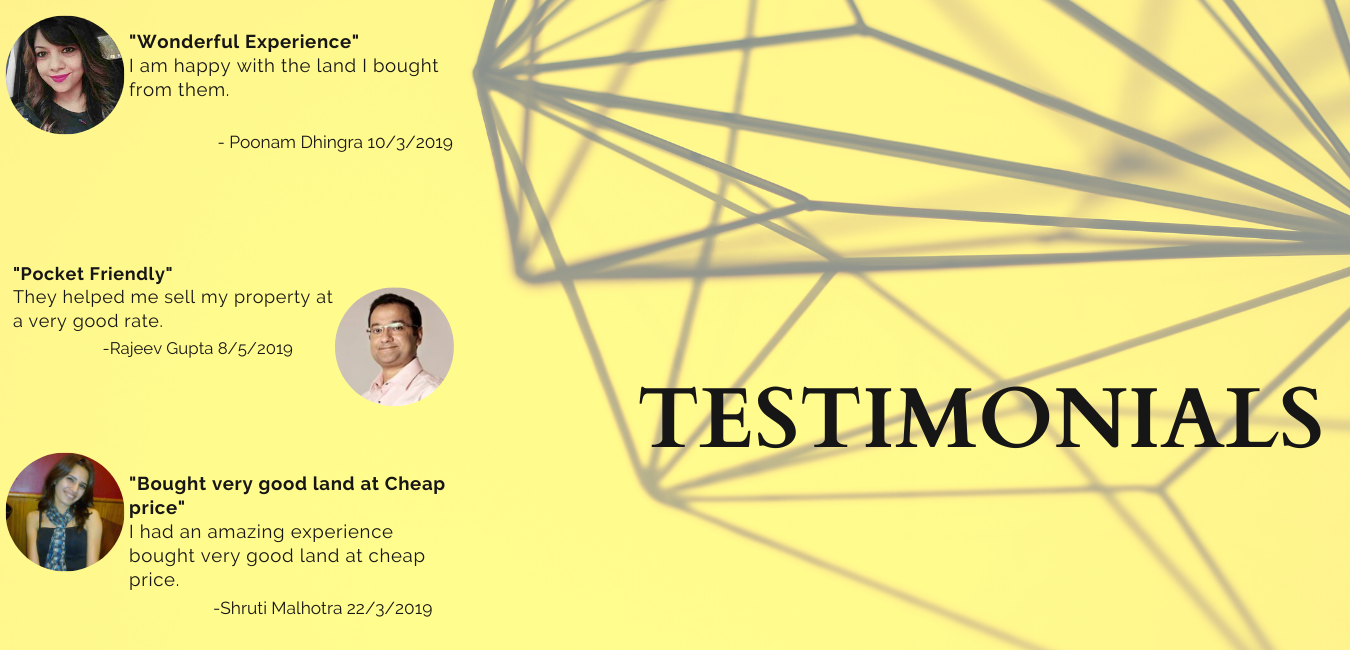 "Wonderful Experience"
I am happy with the land I bought
from them.
- Poonam Dhingra 10/3/2019
"Pocket Friendly"
They helped me sell my property at
a very good rate.
-Rajeev Gupta 8/5/2019
"Bought very good land at Cheap
price"
I had an amazing experience
bought very good land at cheap
price.
-Shruti Malhotra 22/3/2019
TESTIMONIALS